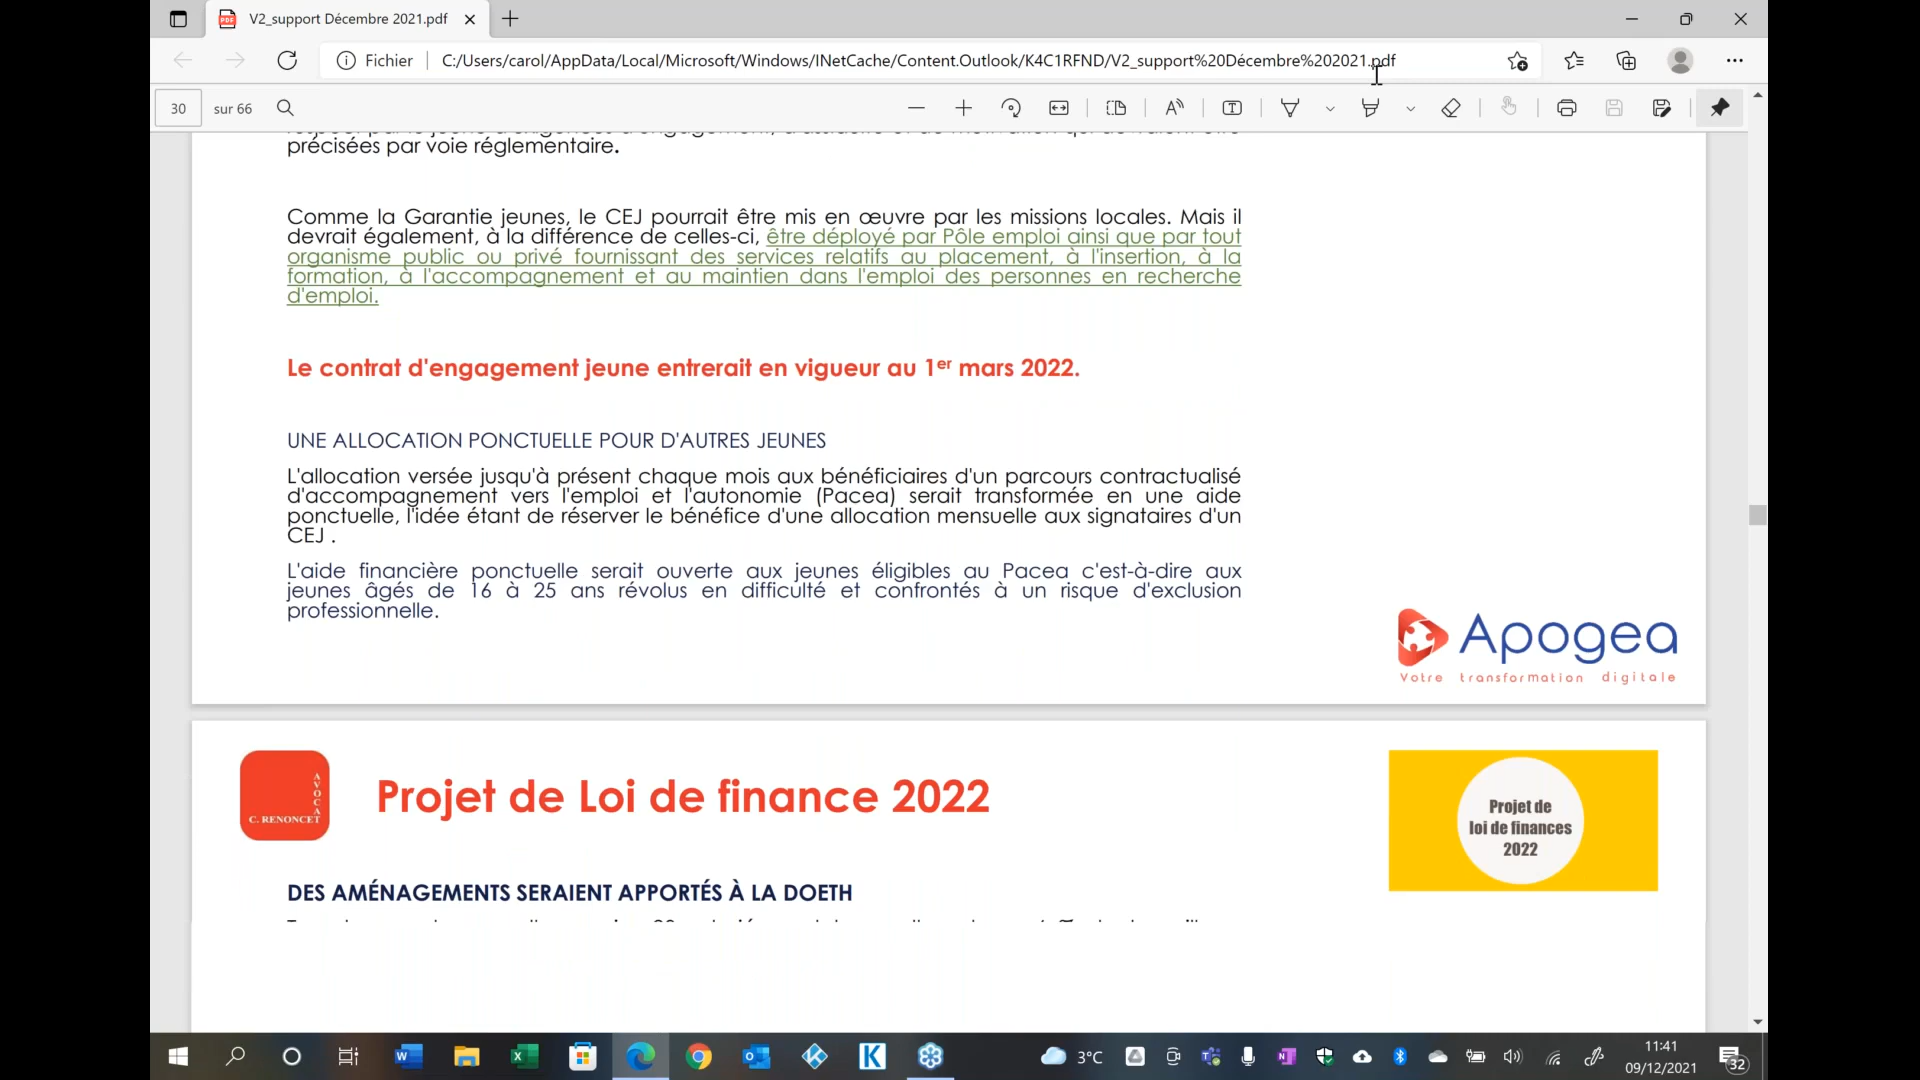 V2_support Décembre 2021.pdf
Fichier
C:/Users/carol/AppData/Local/Microsoft/Windows/INetCache/Content.Outlook/K4C1RFND/V2_support%20Décembre%202021.pdf
30 sur 66
précisées par voie réglementaire.
Comme la Garantie jeunes, le CEJ pourrait être mis en œuvre par les missions locales. Mais il
devrait également, à la différence de celles-ci, être déployé par Pôle emploi ainsi que par tout
organisme public ou privé fournissant des services relatifs au placement, à l'insertion, à la
formation, à l'accompagnement et au maintien dans l'emploi des personnes en recherche
d'emploi.
Le contrat d'engagement jeune entrerait en vigueur au 1er mars 2022.
UNE ALLOCATION PONCTUELLE POUR D'AUTRES JEUNES
L'allocation versée jusqu'à présent chaque mois aux bénéficiaires d'un parcours contractualisé
d'accompagnement vers l'emploi et l'autonomie (Pacea) serait transformée en une aide
ponctuelle, l'idée étant de réserver le bénéfice d'une allocation mensuelle aux signataires d'un
CEJ .
L'aide financière ponctuelle serait ouverte aux jeunes éligibles au Pacea c'est-à-dire aux
jeunes âgés de 16 à 25 ans révolus en difficulté et confrontés à un risque d'exclusion
professionnelle.
Apogea
Votre transformation digitale
AVOCAT
C. RENONCET
Projet de Loi de finance 2022
Projet de
loi de finances
2022
DES AMÉNAGEMENTS SERAIENT APPORTÉS À LA DOETH
3°C
11:41
09/12/2021
32